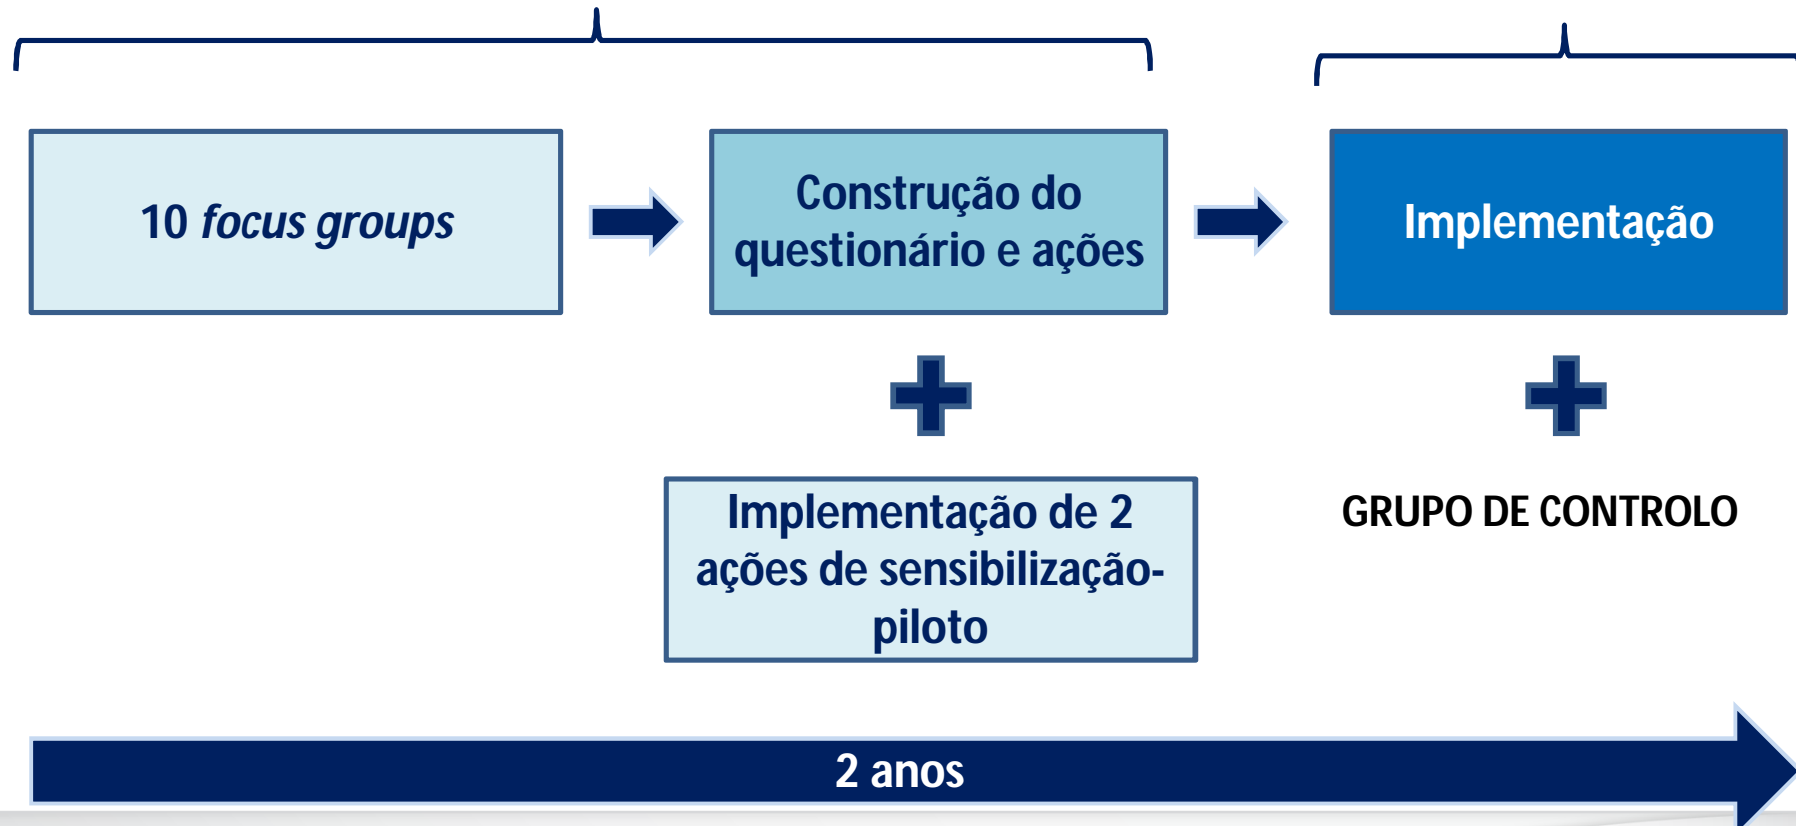 10 focus groups
Construção do
questionário e ações
Implementação
Implementação de 2
ações de sensibilização-
piloto
GRUPO DE CONTROLO
2 anos